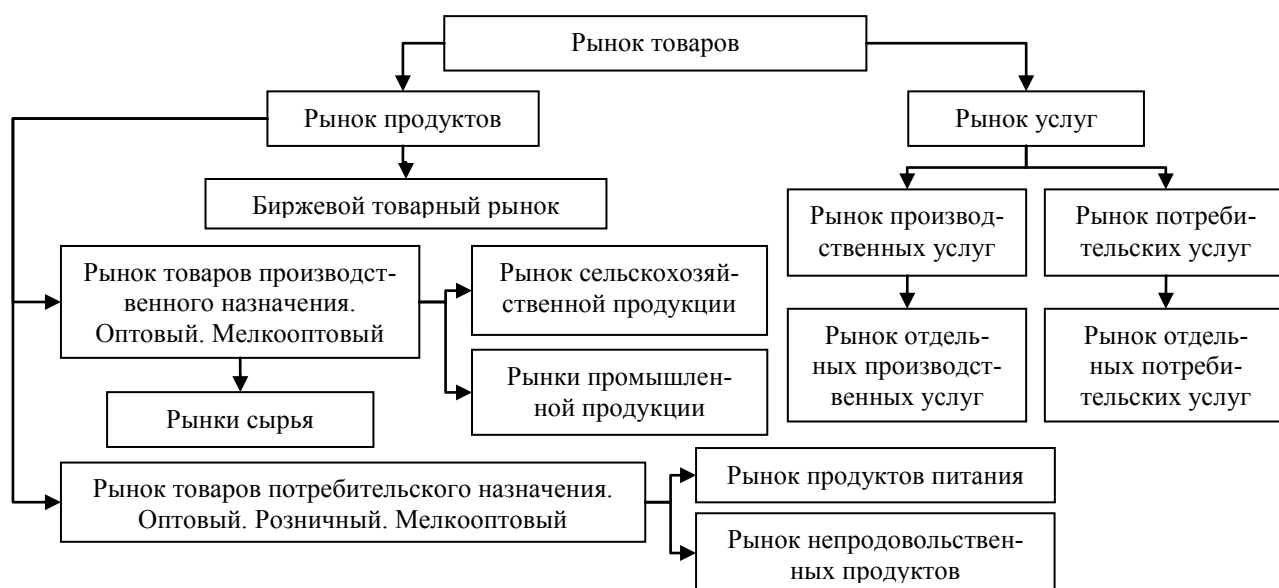 Рынок товаров
Рынок продуктов
Рынок услуг
Биржевой товарный рынок
Рынок производ-
ственных услуг
Рынок потреби-
тельских услуг
Рынок товаров производст-
венного назначения.
Оптовый. Мелкооптовый
Рынок сельскохозяй-
ственной продукции
Рынки промышлен-
ной продукции
Рынок отдель-
ных производст-
венных услуг
Рынок отдель-
ных потреби-
тельских услуг
Рынки сырья
Рынок товаров потребительского назначения.
Оптовый. Розничный. Мелкооптовый
Рынок продуктов питания
Рынок непродовольствен-
ных продуктов